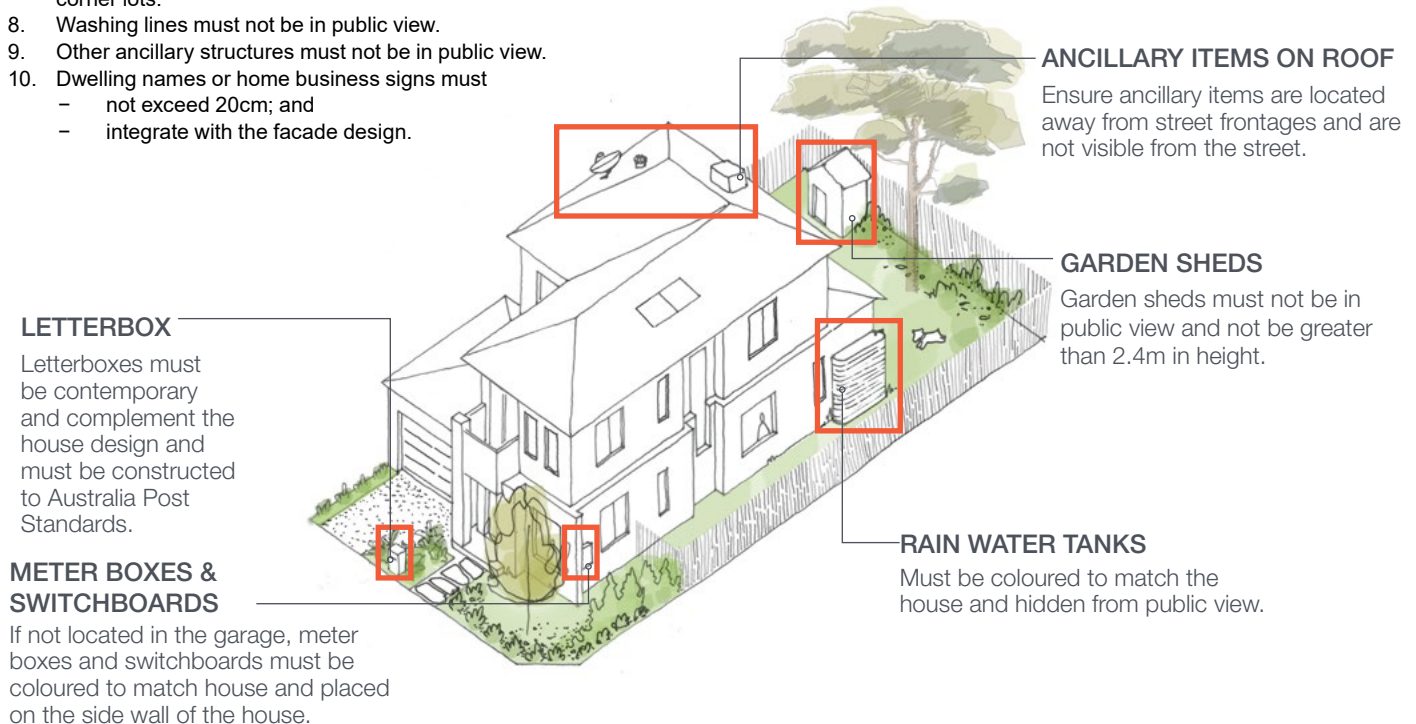 corner lots.
8. Washing lines must not be in public view.
9. Other ancillary structures must not be in public view.
10. Dwelling names or home business signs must
− not exceed 20cm; and
− integrate with the facade design.
ANCILLARY ITEMS ON ROOF
Ensure ancillary items are located
away from street frontages and are
not visible from the street.
GARDEN SHEDS
Garden sheds must not be in
public view and not be greater
than 2.4m in height.
LETTERBOX
Letterboxes must
be contemporary
and complement the
house design and
must be constructed
to Australia Post
Standards.
RAIN WATER TANKS
Must be coloured to match the
house and hidden from public view.
METER BOXES &
SWITCHBOARDS
If not located in the garage, meter
boxes and switchboards must be
coloured to match house and placed
on the side wall of the house.